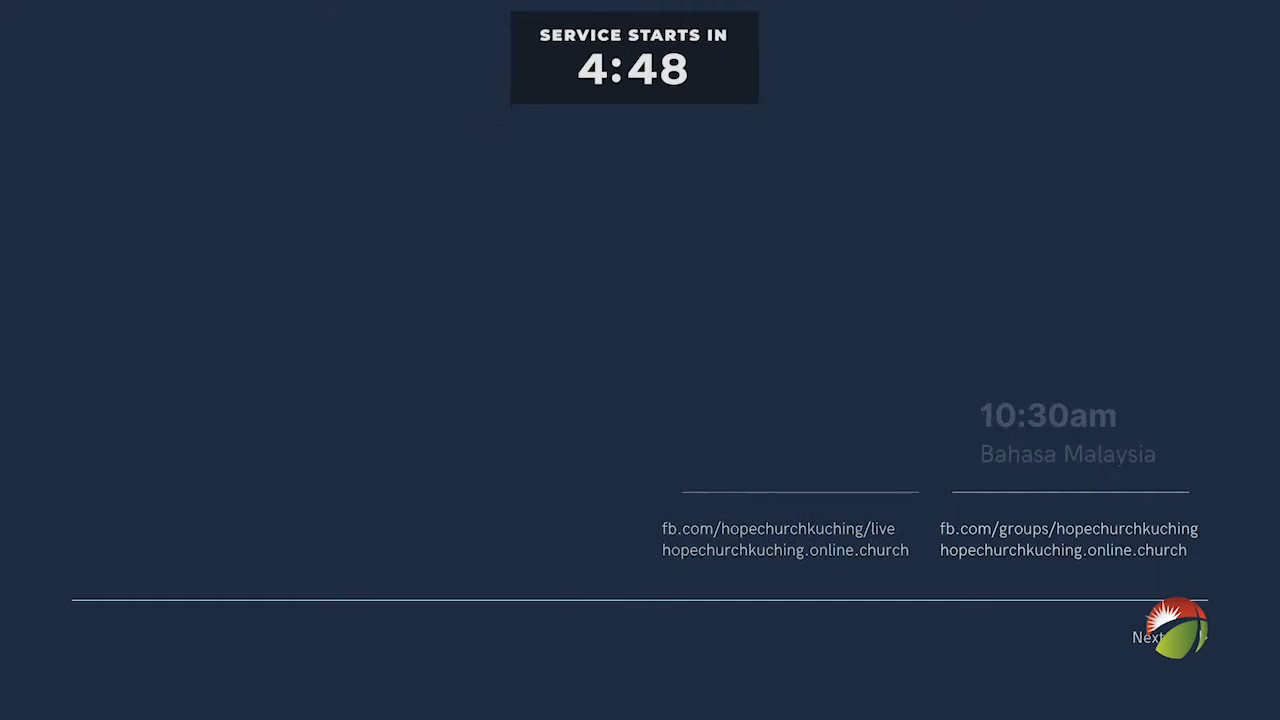 SERVICE STARTS IN
4:48
10:30am
Bahasa Malaysia
fb.com/hopechurchkuching/live
hopechurchkuching.online.church
fb.com/groups/hopechurchkuching
hopechurchkuching.online.church
Next